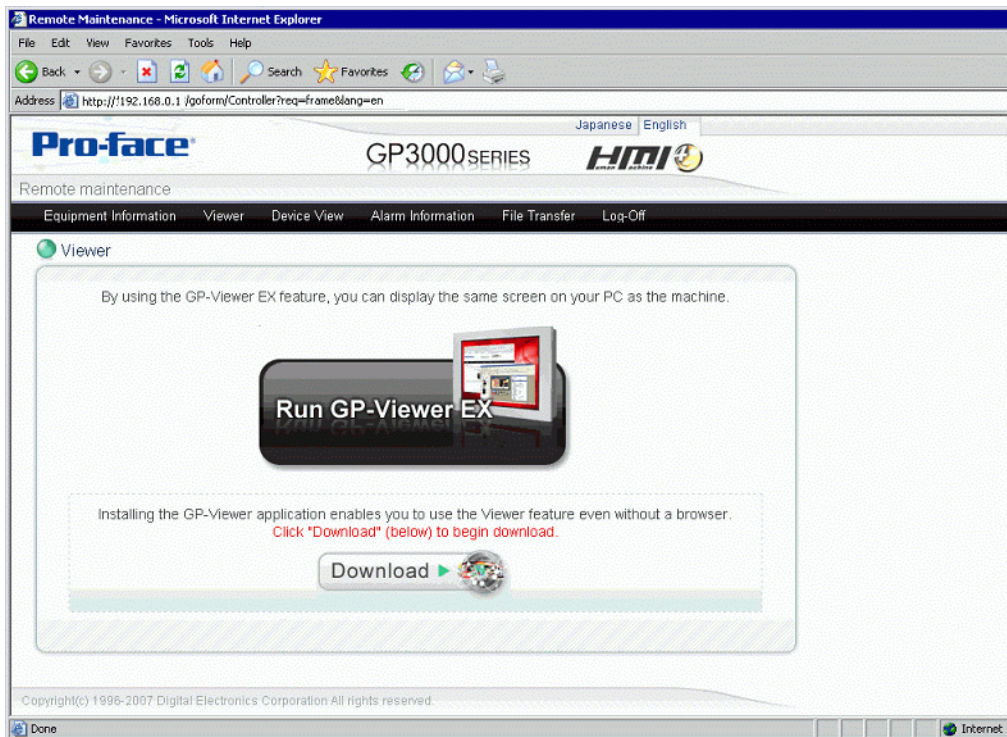 Remote Maintenance - Microsoft Internet Explorer
File Edit View Favorites Tools Help
Back Search Favorites
Address http://!192.168.0.1 /goform/Controller?req=frame&lang=en
Japanese English
Pro-face GP3000 SERIES HMI
Human Machine
Remote maintenance
Equipment Information Viewer Device View Alarm Information File Transfer Log-Off
Viewer
By using the GP-Viewer EX feature, you can display the same screen on your PC as the machine.
Run GP-Viewer EX
Installing the GP-Viewer application enables you to use the Viewer feature even without a browser.
Click "Download" (below) to begin download.
Download
Copyright(c) 1996-2007 Digital Electronics Corporation All rights reserved.
Done Internet